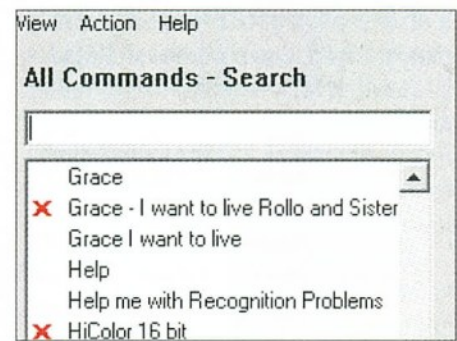 View Action Help
All Commands - Search
Grace
Grace - I want to live Rollo and Sister
Grace I want to live
Help
Help me with Recognition Problems
HiColor 16 bit